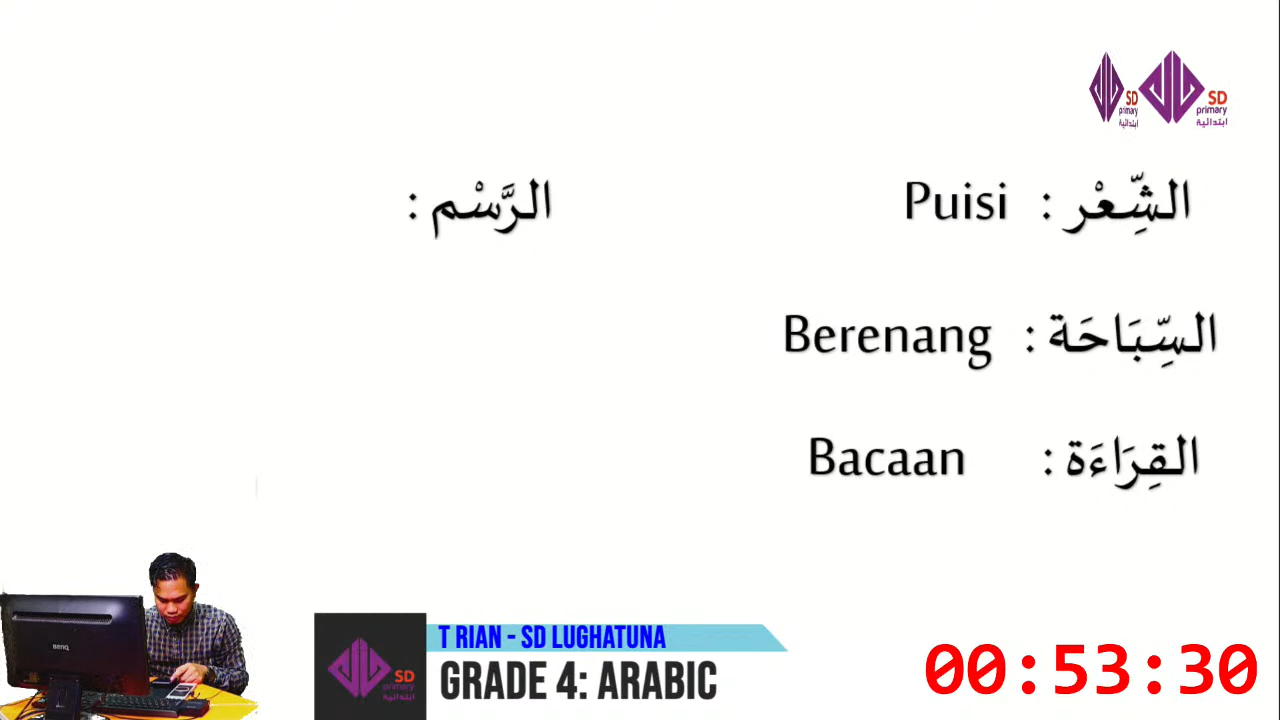 SD
primary
ابتدائية
SD
primary
ابتدائية
الشِّعْر : Puisi
الرَّسْم :
السِّبَاحَة : Berenang
القِرَاءَة : Bacaan
BENQ
SD
primary
ابتدائية
T RIAN - SD LUGHATUNA
GRADE 4: ARABIC
00:53:30